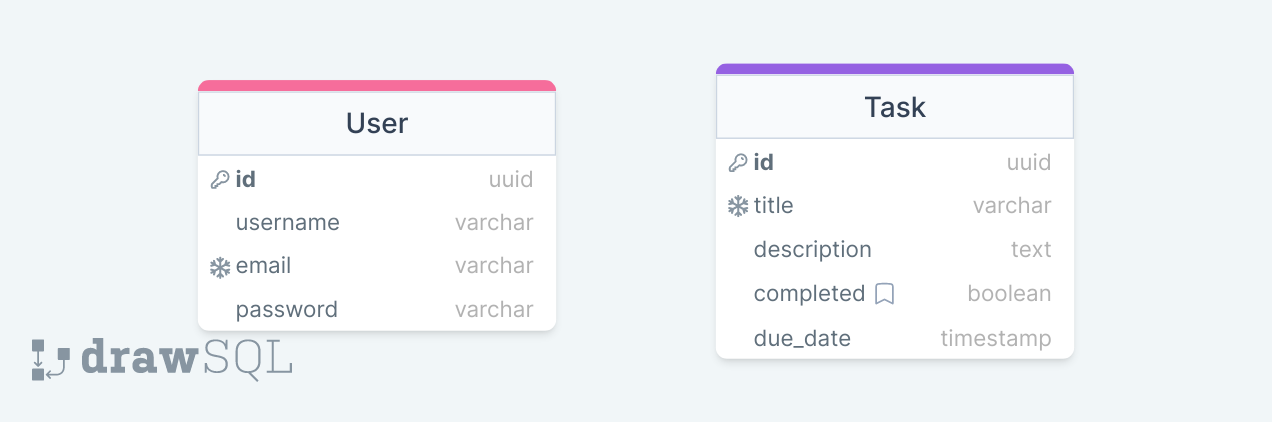 User
id uuid
username varchar
email varchar
password varchar
Task
id uuid
title varchar
description text
completed boolean
due_date timestamp
drawSQL